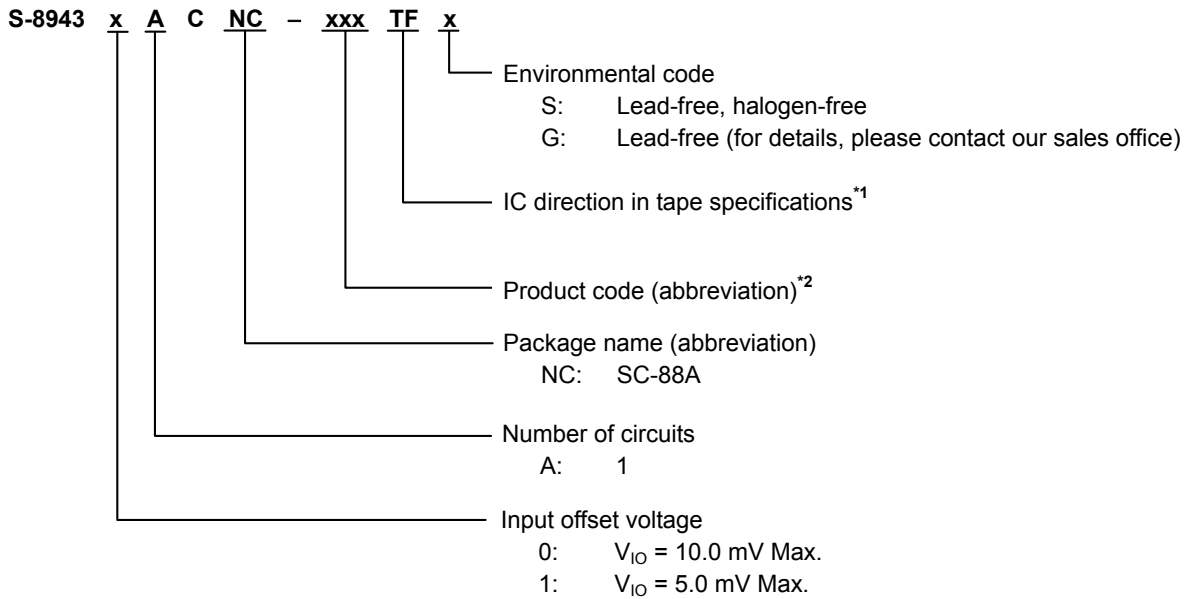 S-8943 x A C NC – xxx TF x
Environmental code
S: Lead-free, halogen-free
G: Lead-free (for details, please contact our sales office)
IC direction in tape specifications*1
Product code (abbreviation)*2
Package name (abbreviation)
NC: SC-88A
Number of circuits
A: 1
Input offset voltage
0: VIO = 10.0 mV Max.
1: VIO = 5.0 mV Max.